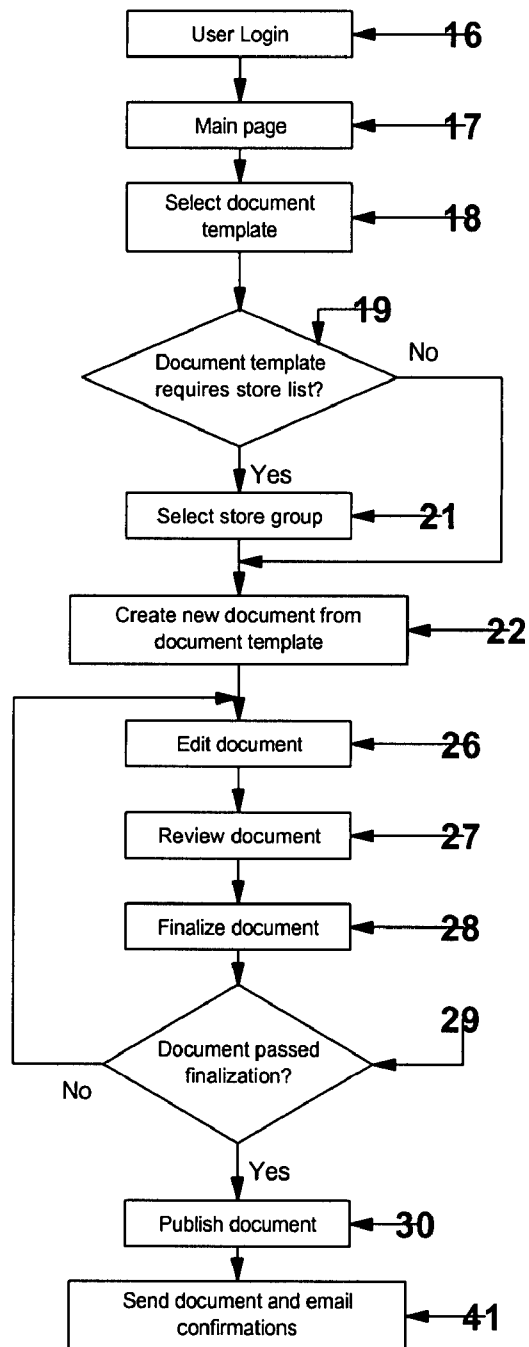 User Login
16
Main page
17
Select document
template
18
19
Document template
requires store list?
No
Yes
Select store group
21
Create new document from
document template
22
Edit document
26
Review document
27
Finalize document
28
29
Document passed
finalization?
No
Yes
Publish document
30
Send document and email
confirmations
41